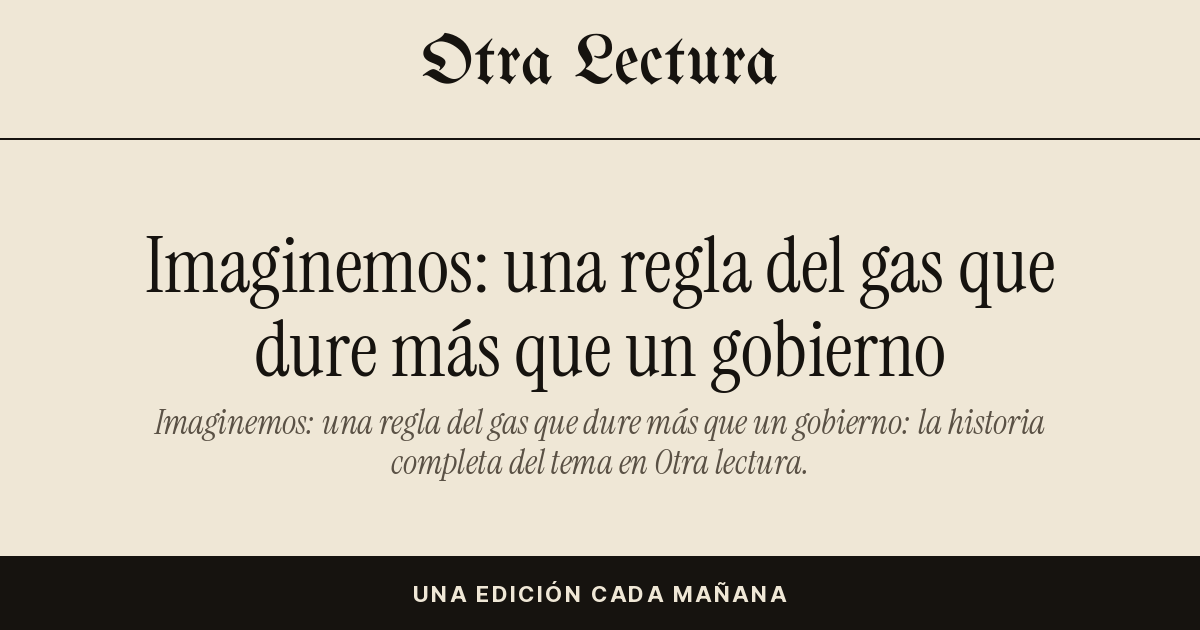 Otra Lectura
Imaginemos: una regla del gas que
dure más que un gobierno
Imaginemos: una regla del gas que dure más que un gobierno: la historia
completa del tema en Otra lectura.
UNA EDICIÓN CADA MAÑANA